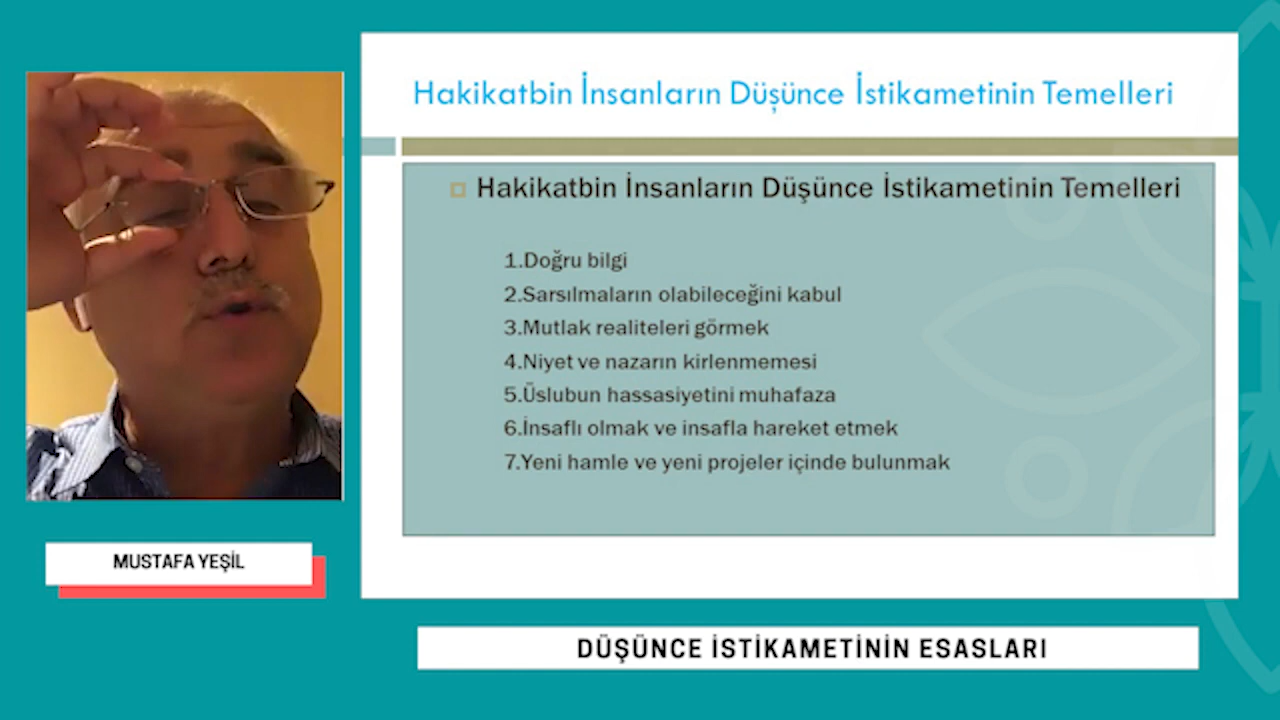 Hakikatbin İnsanların Düşünce İstikametinin Temelleri
Hakikatbin İnsanların Düşünce İstikametinin Temelleri
1.Doğru bilgi
2.Sarsılmaların olabileceğini kabul
3.Mutlak realiteleri görmek
4.Niyet ve nazarın kirlenmemesi
5.Üslubun hassasiyetini muhafaza
6.İnsaflı olmak ve insafla hareket etmek
7.Yeni hamle ve yeni projeler içinde bulunmak
MUSTAFA YEŞİL
DÜŞÜNCE İSTİKAMETİNİN ESASLARI